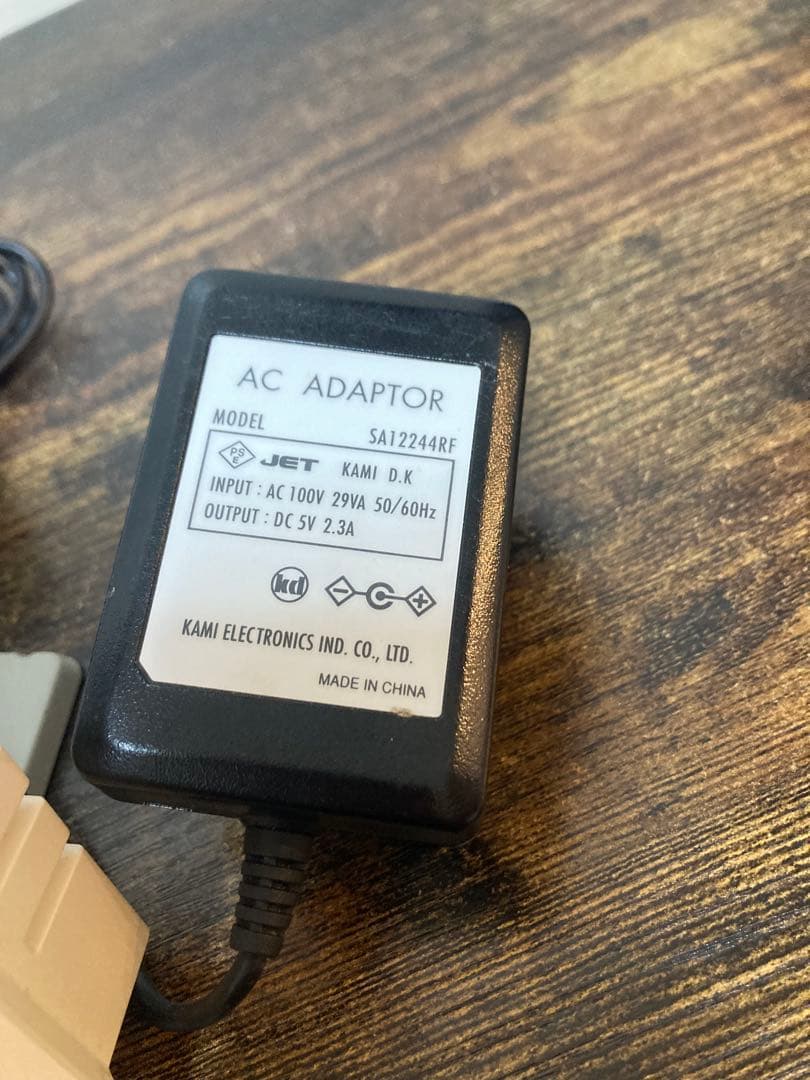 AC ADAPTOR
MODEL SA12244RF
PSE JET KAMI D.K
INPUT : AC 100V 29VA 50/60Hz
OUTPUT : DC 5V 2.3A
kd - +
KAMI ELECTRONICS IND. CO., LTD.
MADE IN CHINA